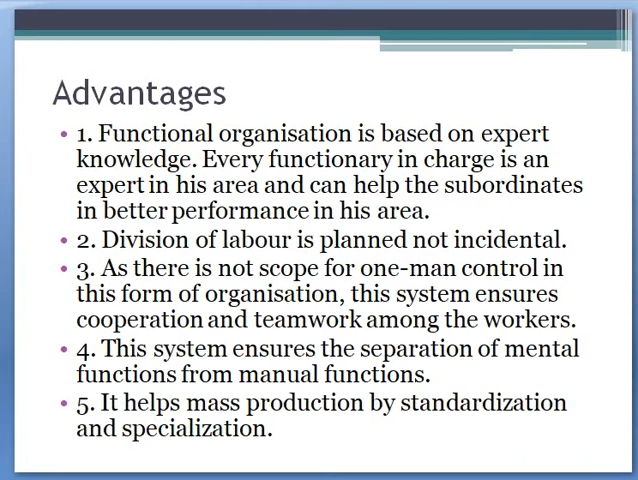 Advantages
• 1. Functional organisation is based on expert
knowledge. Every functionary in charge is an
expert in his area and can help the subordinates
in better performance in his area.
• 2. Division of labour is planned not incidental.
• 3. As there is not scope for one-man control in
this form of organisation, this system ensures
cooperation and teamwork among the workers.
• 4. This system ensures the separation of mental
functions from manual functions.
• 5. It helps mass production by standardization
and specialization.